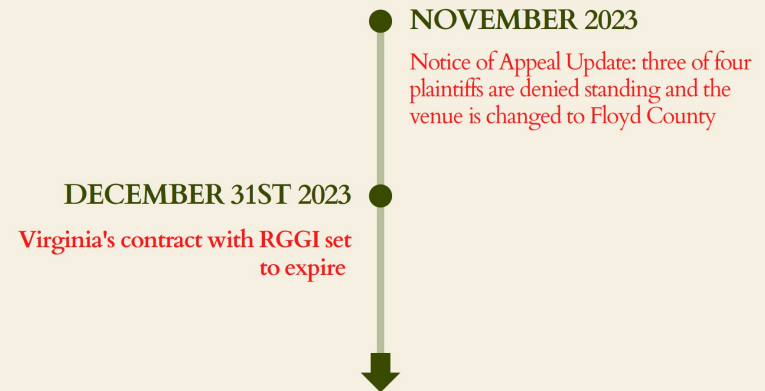 NOVEMBER 2023
Notice of Appeal Update: three of four
plaintiffs are denied standing and the
venue is changed to Floyd County
DECEMBER 31ST 2023
Virginia's contract with RGGI set
to expire